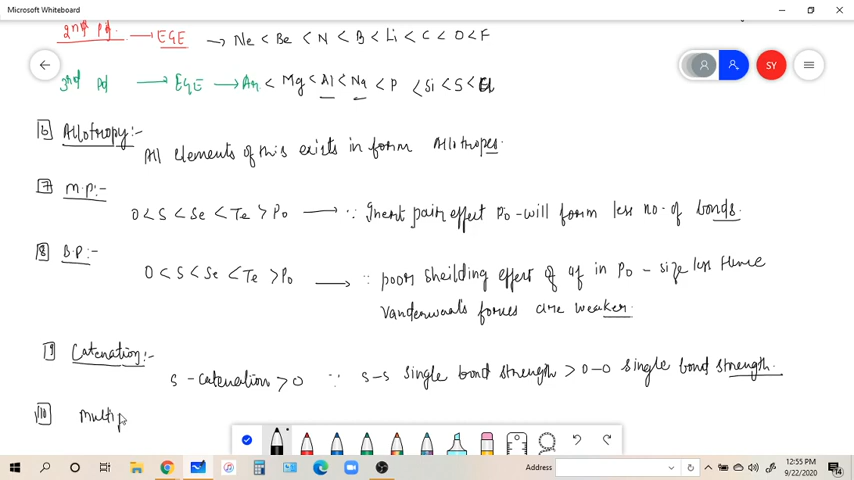 Microsoft Whiteboard
2nd Pd. → EGE → Ne < Be < N < B < Li < C < O < F
3rd Pd → EGE → Ar < Mg < Al < Na < P < Si < S < Cl
SY
6 Allotropy:-
All Elements of this exists in form Allotropes.
7 M.P:-
O < S < Se < Te > Po → ∵ Inert pair effect Po - will form less no. of bonds.
8 B.P:-
O < S < Se < Te > Po → ∵ poor Sheilding effect of 4f in Po - size less Hence
Vanderwaal's forces are weaker.
9 Catenation:-
S - catenation > O ∵ S-S single bond strength > O-O single bond strength.
10 Multip
Address
12:55 PM
9/22/2020
14